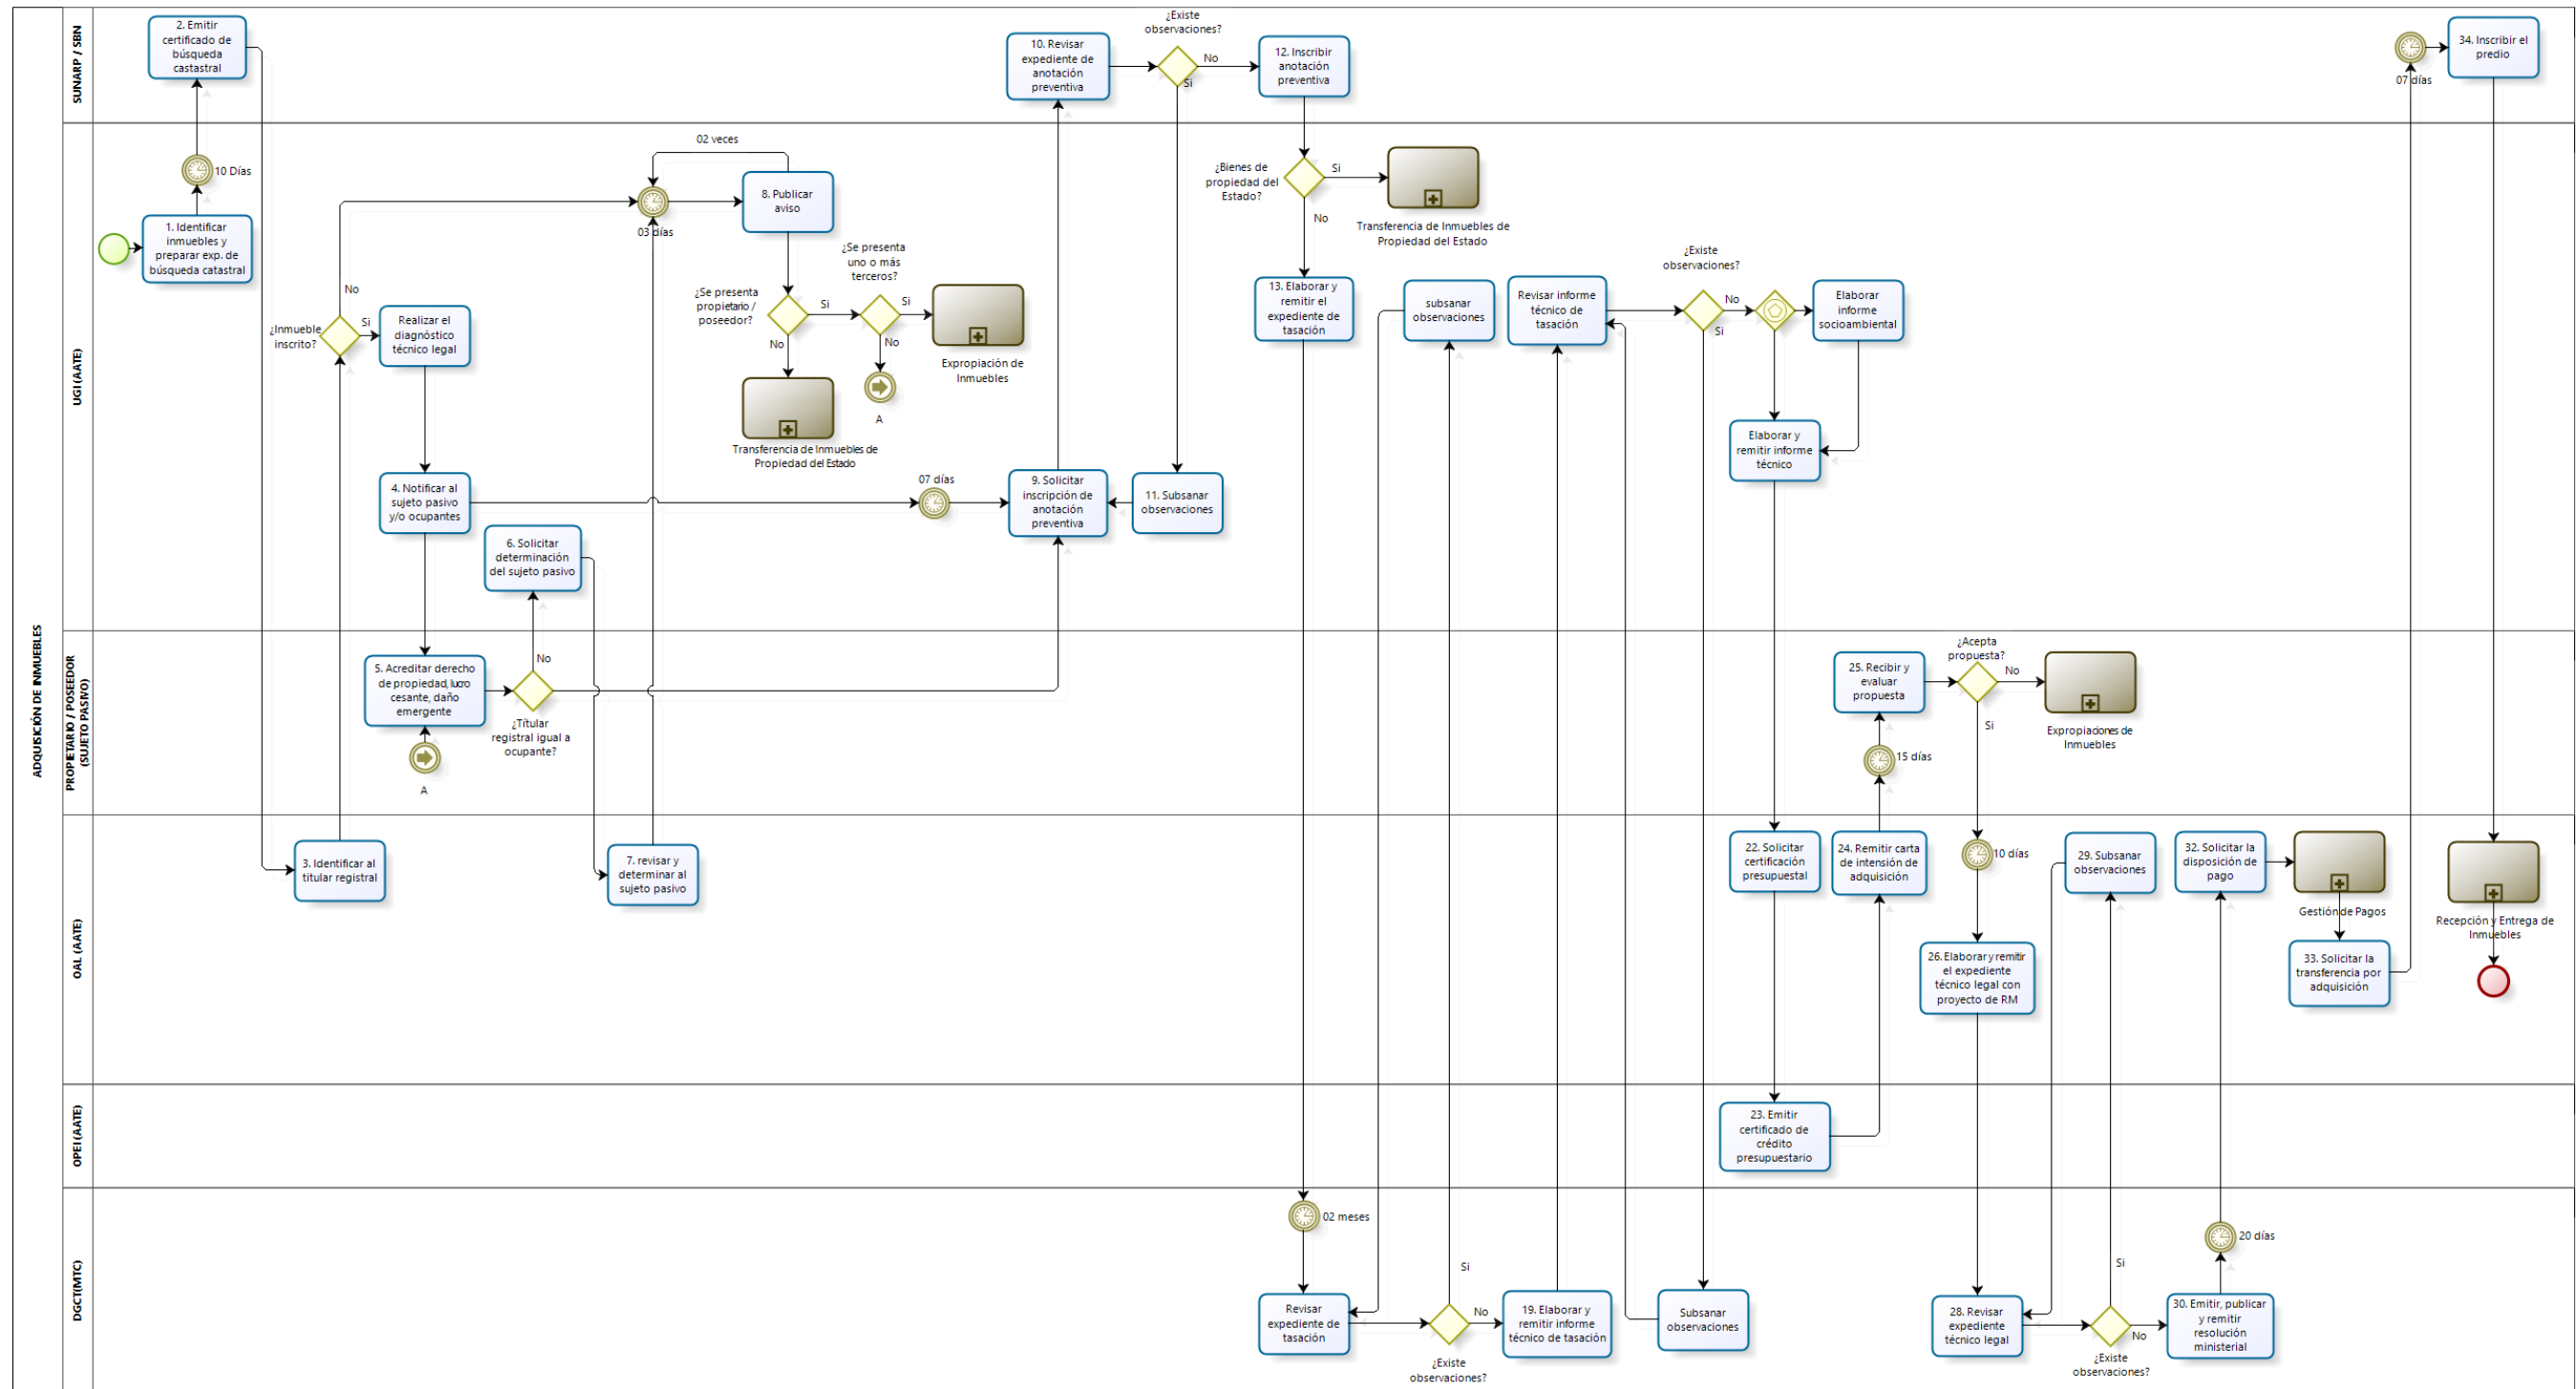 ADQUISICIÓN DE INMUEBLES
SUNARP / SBN
2. Emitir
certificado de
búsqueda
castastral
10. Revisar
expediente de
anotación
preventiva
¿Existe
observaciones?
No
Si
12. Inscribir
anotación
preventiva
07 días
34. Inscribir el
predio
UGI (AATE)
10 Días
1. Identificar
inmuebles y
preparar exp. de
búsqueda catastral
¿Inmueble
inscrito?
No
Si
Realizar el
diagnóstico
técnico legal
4. Notificar al
sujeto pasivo
y/o ocupantes
6. Solicitar
determinación
del sujeto pasivo
02 veces
03 días
8. Publicar
aviso
¿Se presenta
propietario /
poseedor?
Si
No
¿Se presenta
uno o más
terceros?
Si
No
Expropiación de
Inmuebles
A
Transferencia de Inmuebles de
Propiedad del Estado
07 días
9. Solicitar
inscripción de
anotación
preventiva
11. Subsanar
observaciones
¿Bienes de
propiedad del
Estado?
Si
No
Transferencia de Inmuebles de
Propiedad del Estado
13. Elaborar y
remitir el
expediente de
tasación
subsanar
observaciones
Revisar informe
técnico de
tasación
¿Existe
observaciones?
No
Si
Elaborar
informe
socioambiental
Elaborar y
remitir informe
técnico
PROPIETARIO / POSEEDOR
(SUJETO PASIVO)
5. Acreditar derecho
de propiedad, lucro
cesante, daño
emergente
A
No
¿Títular
registral igual a
ocupante?
25. Recibir y
evaluar
propuesta
15 días
¿Acepta
propuesta?
No
Si
Expropiaciones de
Inmuebles
OAL (AATE)
3. Identificar al
titular registral
7. revisar y
determinar al
sujeto pasivo
22. Solicitar
certificación
presupuestal
24. Remitir carta
de intensión de
adquisición
10 días
26. Elaborar y remitir
el expediente
técnico legal con
proyecto de RM
29. Subsanar
observaciones
32. Solicitar la
disposición de
pago
Gestión de Pagos
33. Solicitar la
transferencia por
adquisición
Recepción y Entrega de
Inmuebles
OPEI (AATE)
23. Emitir
certificado de
crédito
presupuestario
DGCT(MTC)
02 meses
Revisar
expediente de
tasación
Si
No
¿Existe
observaciones?
19. Elaborar y
remitir informe
técnico de tasación
Subsanar
observaciones
28. Revisar
expediente
técnico legal
Si
No
¿Existe
observaciones?
20 días
30. Emitir, publicar
y remitir
resolución
ministerial